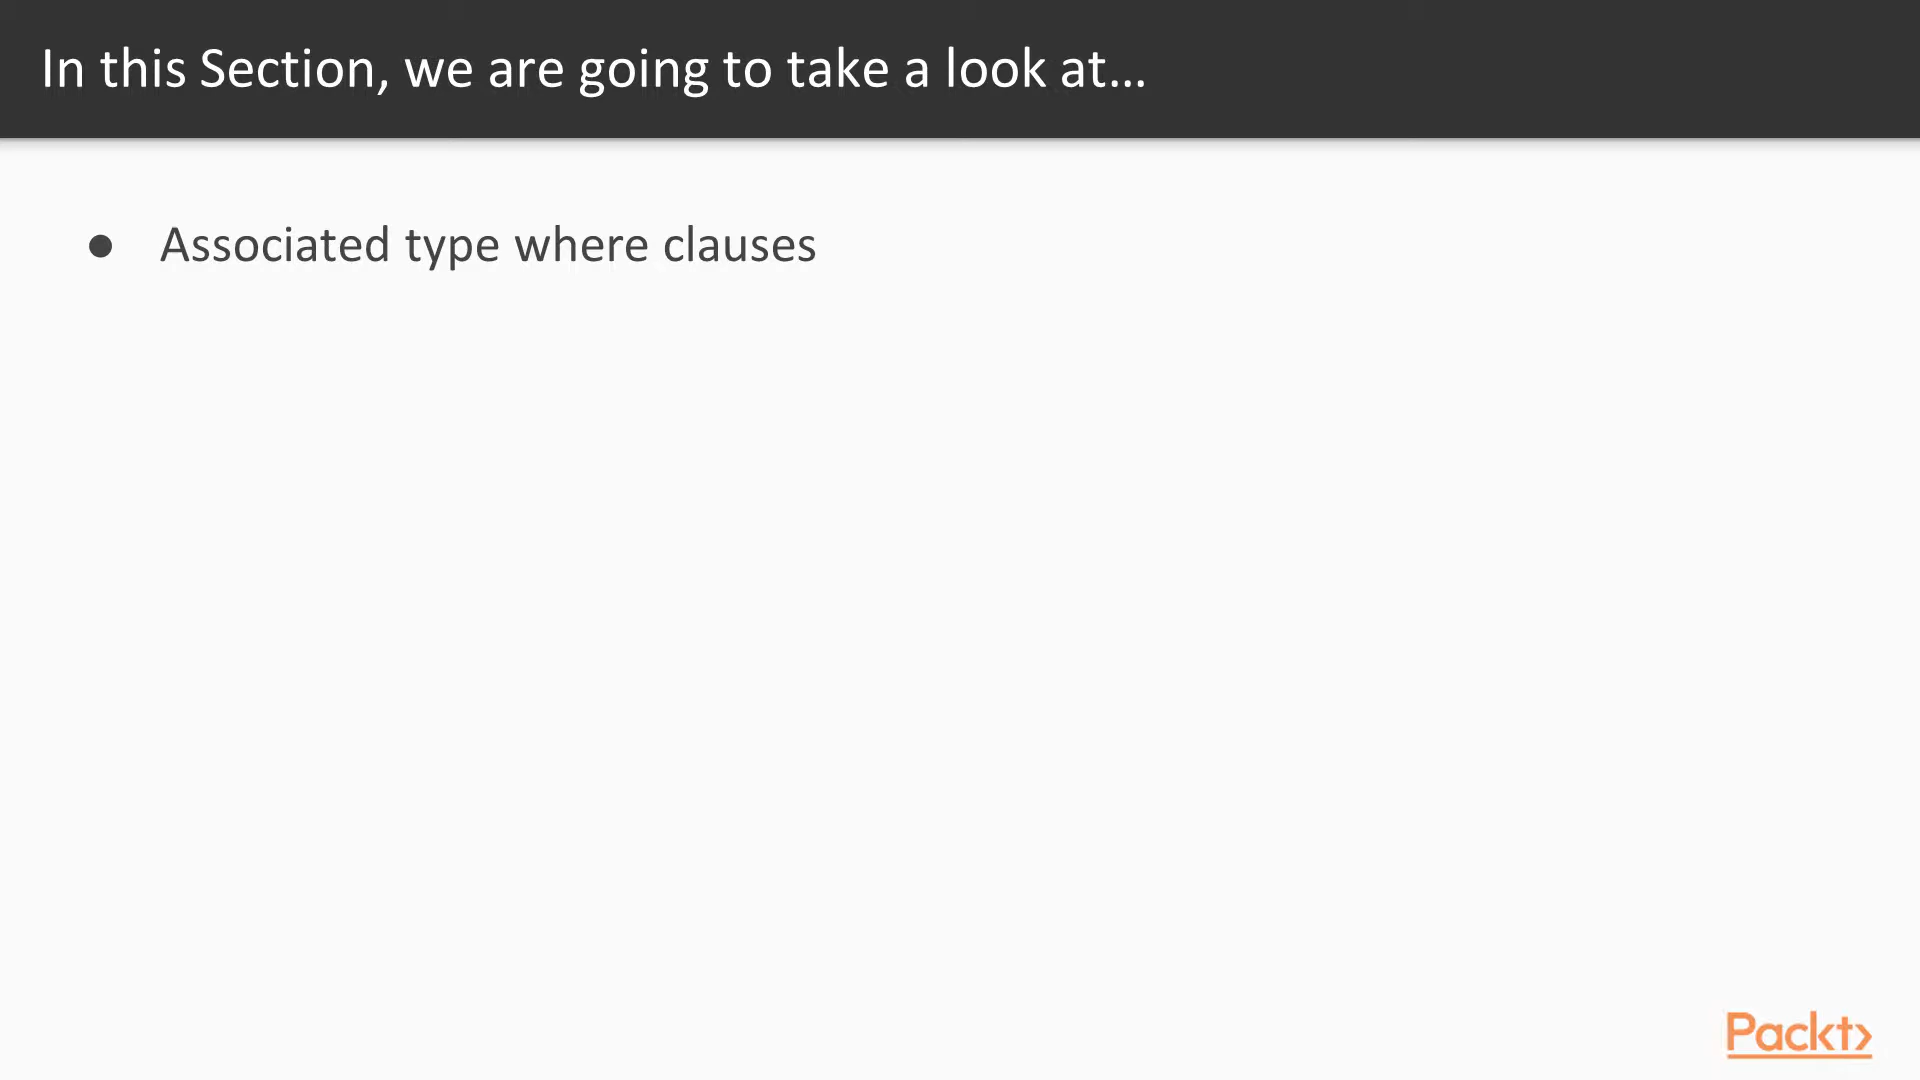 In this Section, we are going to take a look at...
● Associated type where clauses
Packt>